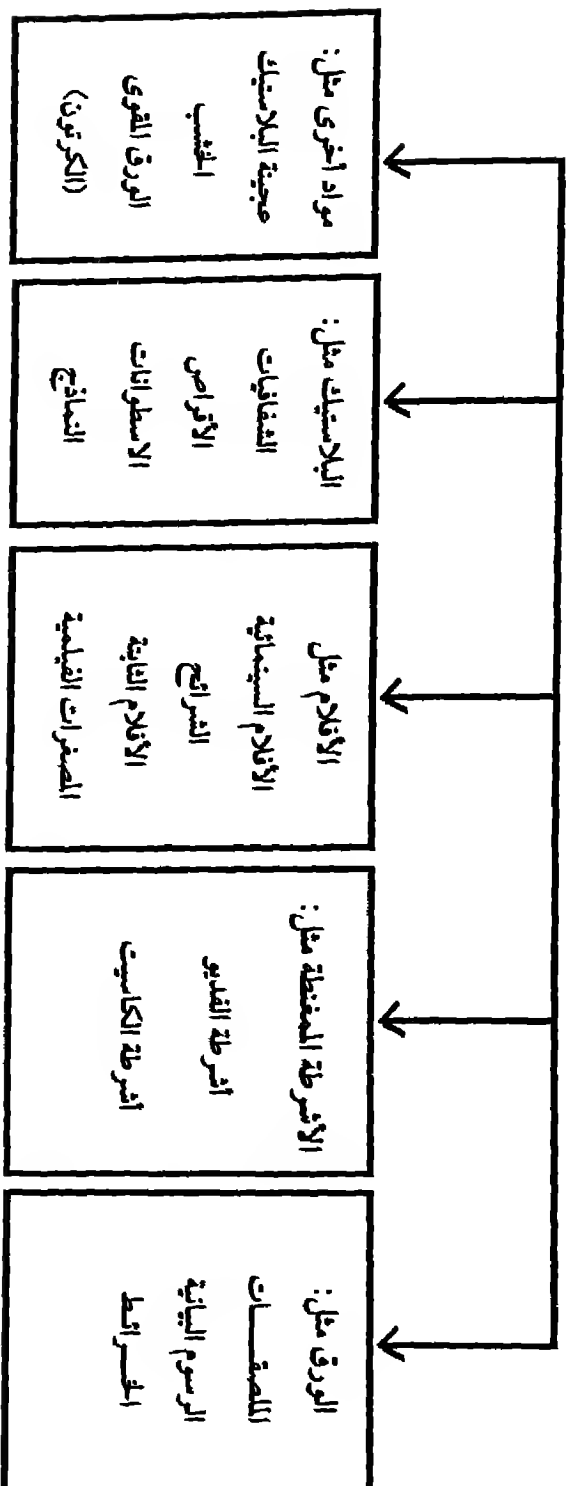 الورق مثل:
الملصقات
الرسوم البيانية
الخرائط
الأشرطة الممغنطة مثل:
أشرطة الفديو
أشرطة الكاسيت
الأفلام مثل
الأفلام السينمائية
الشرائح
الأفلام الثابتة
المصغرات الفيلمية
البلاستيك مثل:
الشفافيات
الأقراص
الاسطوانات
النماذج
مواد أخرى مثل:
عجينة البلاستيك
الخشب
الورق المقوى
(الكرتون)